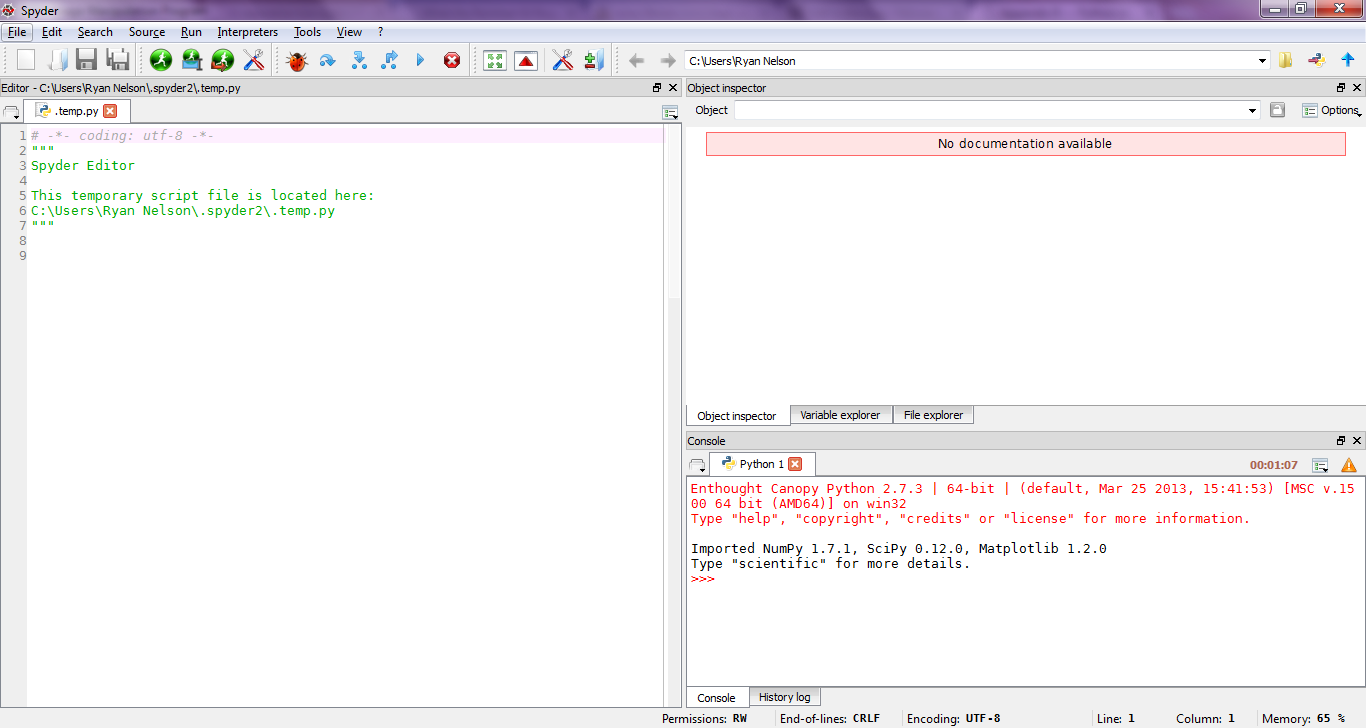 Spyder
File Edit Search Source Run Interpreters Tools View ?
C:\Users\Ryan Nelson
Editor - C:\Users\Ryan Nelson\.spyder2\.temp.py
.temp.py
1 # -*- coding: utf-8 -*-
2 """
3 Spyder Editor
4
5 This temporary script file is located here:
6 C:\Users\Ryan Nelson\.spyder2\.temp.py
7 """
8
9
Object inspector
Object
Options
No documentation available
Object inspector Variable explorer File explorer
Console
Python 1
00:01:07
Enthought Canopy Python 2.7.3 | 64-bit | (default, Mar 25 2013, 15:41:53) [MSC v.15
00 64 bit (AMD64)] on win32
Type "help", "copyright", "credits" or "license" for more information.
Imported NumPy 1.7.1, SciPy 0.12.0, Matplotlib 1.2.0
Type "scientific" for more details.
>>>
Console History log
Permissions: RW End-of-lines: CRLF Encoding: UTF-8 Line: 1 Column: 1 Memory: 65 %